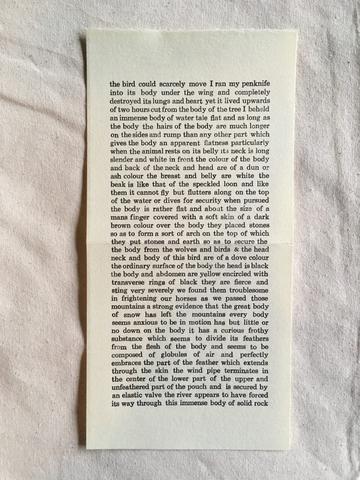 the bird could scarcely move I ran my penknife
into its body under the wing and completely
destroyed its lungs and heart yet it lived upwards
of two hours cut from the body of the tree I behold
an immense body of water tale flat and as long as
the body the hairs of the body are much longer
on the sides and rump than any other part which
gives the body an apparent flatness particularly
when the animal rests on its belly its neck is long
slender and white in front the colour of the body
and back of the neck and head are of a dun or
ash colour the breast and belly are white the
beak is like that of the speckled loon and like
them it cannot fly but flutters along on the top
of the water or dives for security when pursued
the body is rather flat and about the size of a
mans finger covered with a soft skin of a dark
brown colour over the body they placed stones
so as to form a sort of arch on the top of which
they put stones and earth so as to secure the
the body from the wolves and birds & the head
neck and body of this bird are of a dove colour
the ordinary surface of the body the head is black
the body and abdomen are yellow encircled with
transverse rings of black they are fierce and
sting very severely we found them troublesome
in frightening our horses as we passed those
mountains a strong evidence that the great body
of snow has left the mountains every body
seems anxious to be in motion has but little or
no down on the body it has a curious frothy
substance which seems to divide its feathers
from the flesh of the body and seems to be
composed of globules of air and perfectly
embraces the part of the feather which extends
through the skin the wind pipe terminates in
the center of the lower part of the upper and
unfeathered part of the pouch and is secured by
an elastic valve the river appears to have forced
its way through this immense body of solid rock